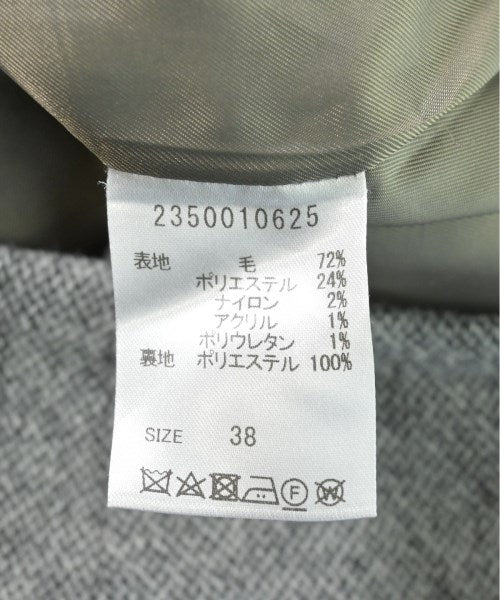 2350010625
表地 毛 72%
ポリエステル 24%
ナイロン 2%
アクリル 1%
ポリウレタン 1%
裏地 ポリエステル 100%
SIZE 38
F W